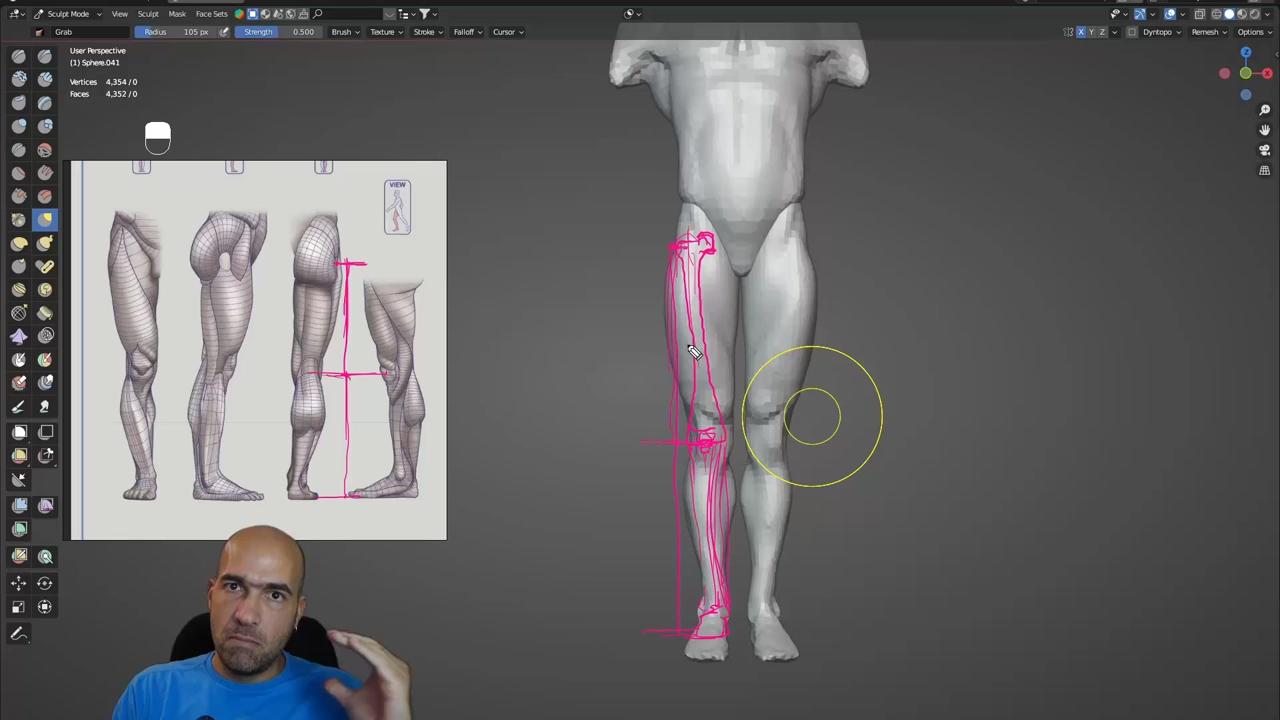 Sculpt Mode View Sculpt Mask Face Sets
Grab Radius 105 px Strength 0.500 Brush Texture Stroke Falloff Cursor X Y Z Dyntopo Remesh Options
User Perspective
(1) Sphere.041
Vertices 4,354 / 0
Faces 4,352 / 0
Z
X
VIEW